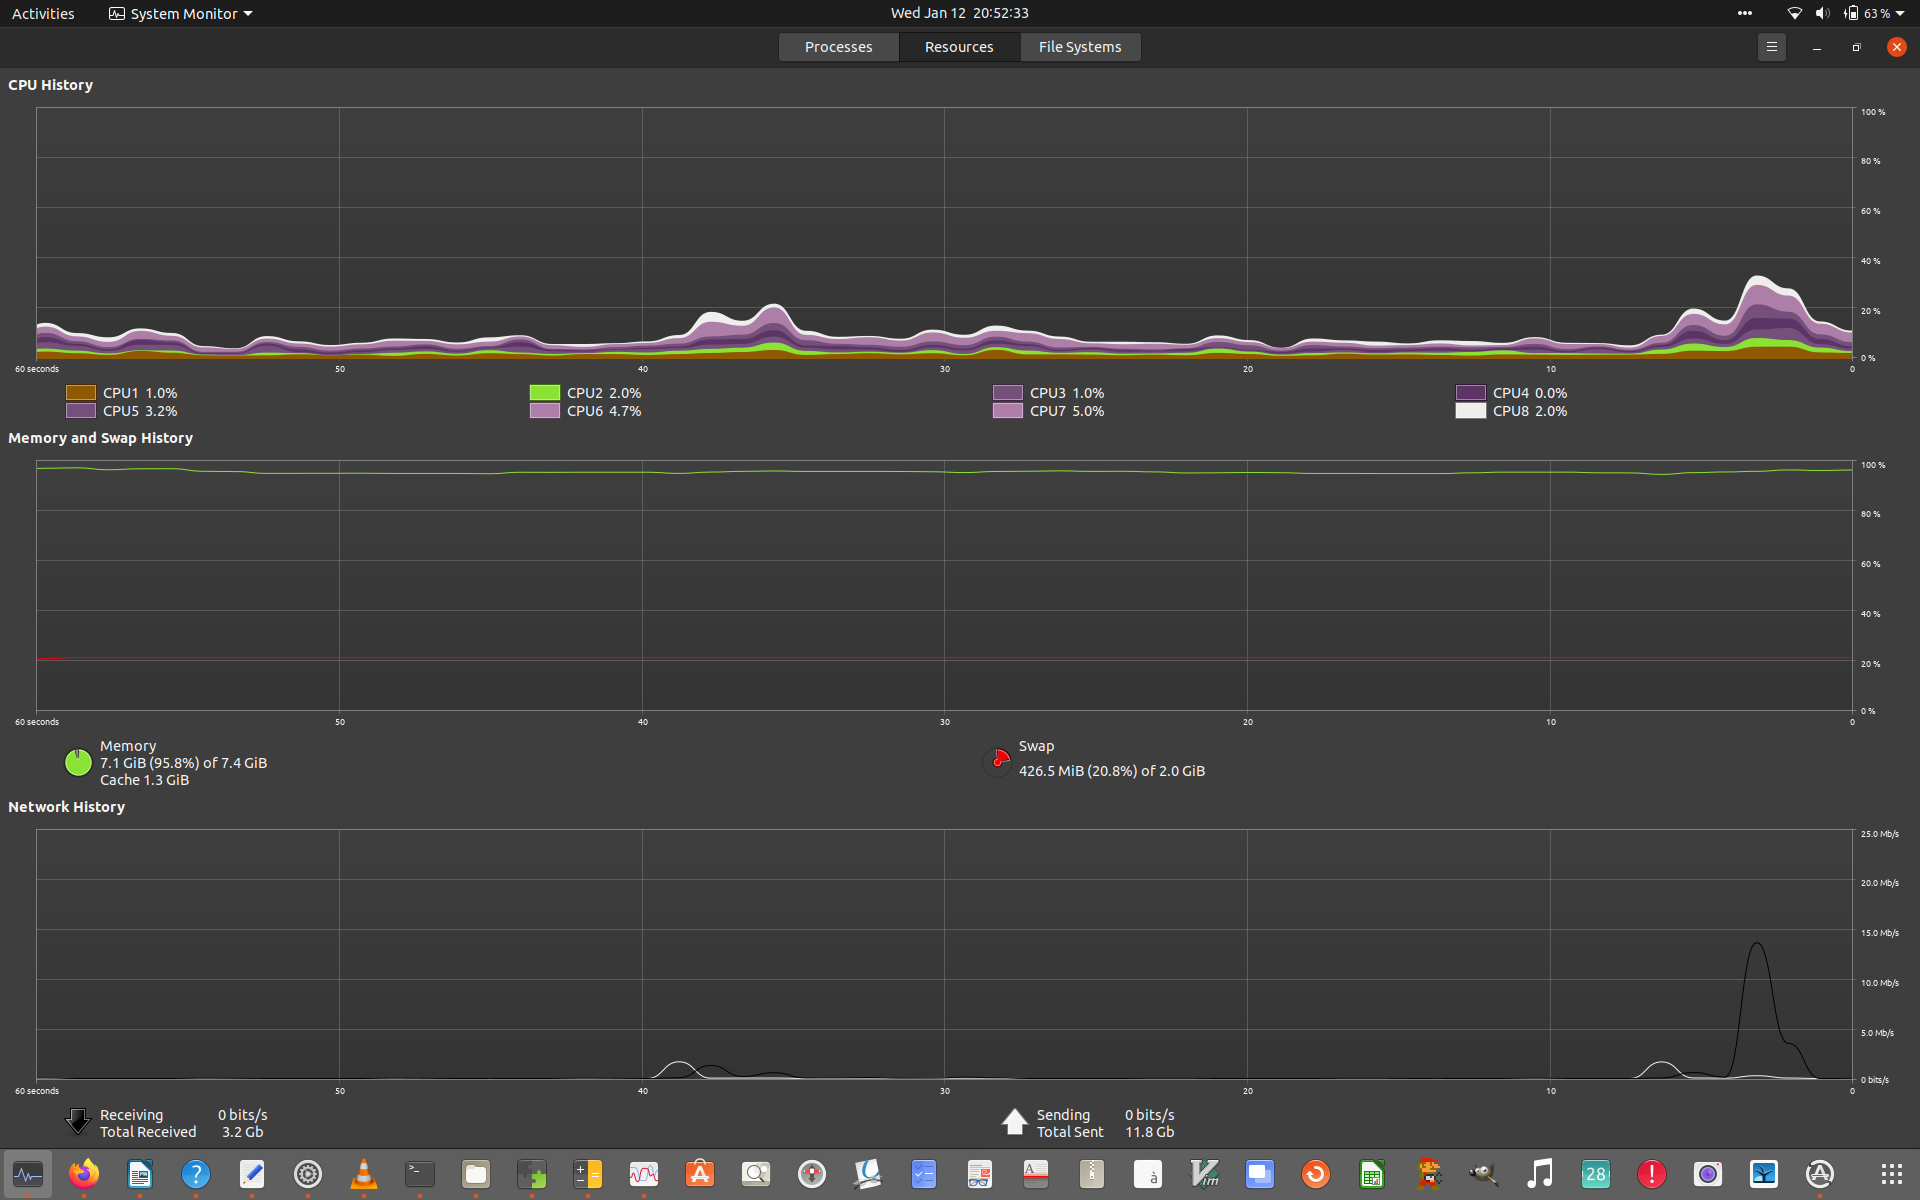 Activities System Monitor Wed Jan 12 20:52:33 63 %
Processes Resources File Systems
CPU History
100 %
80 %
60 %
40 %
20 %
0 %
60 seconds 50 40 30 20 10 0
CPU1 1.0% CPU2 2.0% CPU3 1.0% CPU4 0.0%
CPU5 3.2% CPU6 4.7% CPU7 5.0% CPU8 2.0%
Memory and Swap History
100 %
80 %
60 %
40 %
20 %
0 %
60 seconds 50 40 30 20 10 0
Memory Swap
7.1 GiB (95.8%) of 7.4 GiB 426.5 MiB (20.8%) of 2.0 GiB
Cache 1.3 GiB
Network History
25.0 Mb/s
20.0 Mb/s
15.0 Mb/s
10.0 Mb/s
5.0 Mb/s
0 bits/s
60 seconds 50 40 30 20 10 0
Receiving 0 bits/s Sending 0 bits/s
Total Received 3.2 Gb Total Sent 11.8 Gb
? >_ A à Vim 28 !